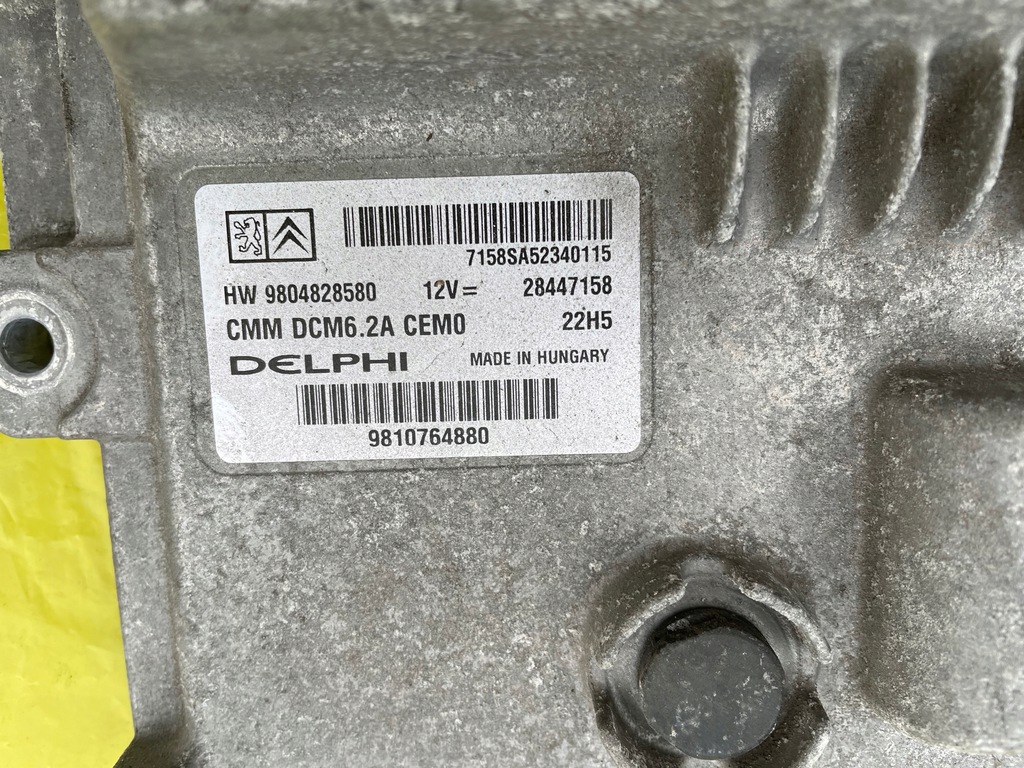 7158SA52340115
HW 9804828580 12V= 28447158
CMM DCM6.2A CEM0 22H5
DELPHI MADE IN HUNGARY
9810764880